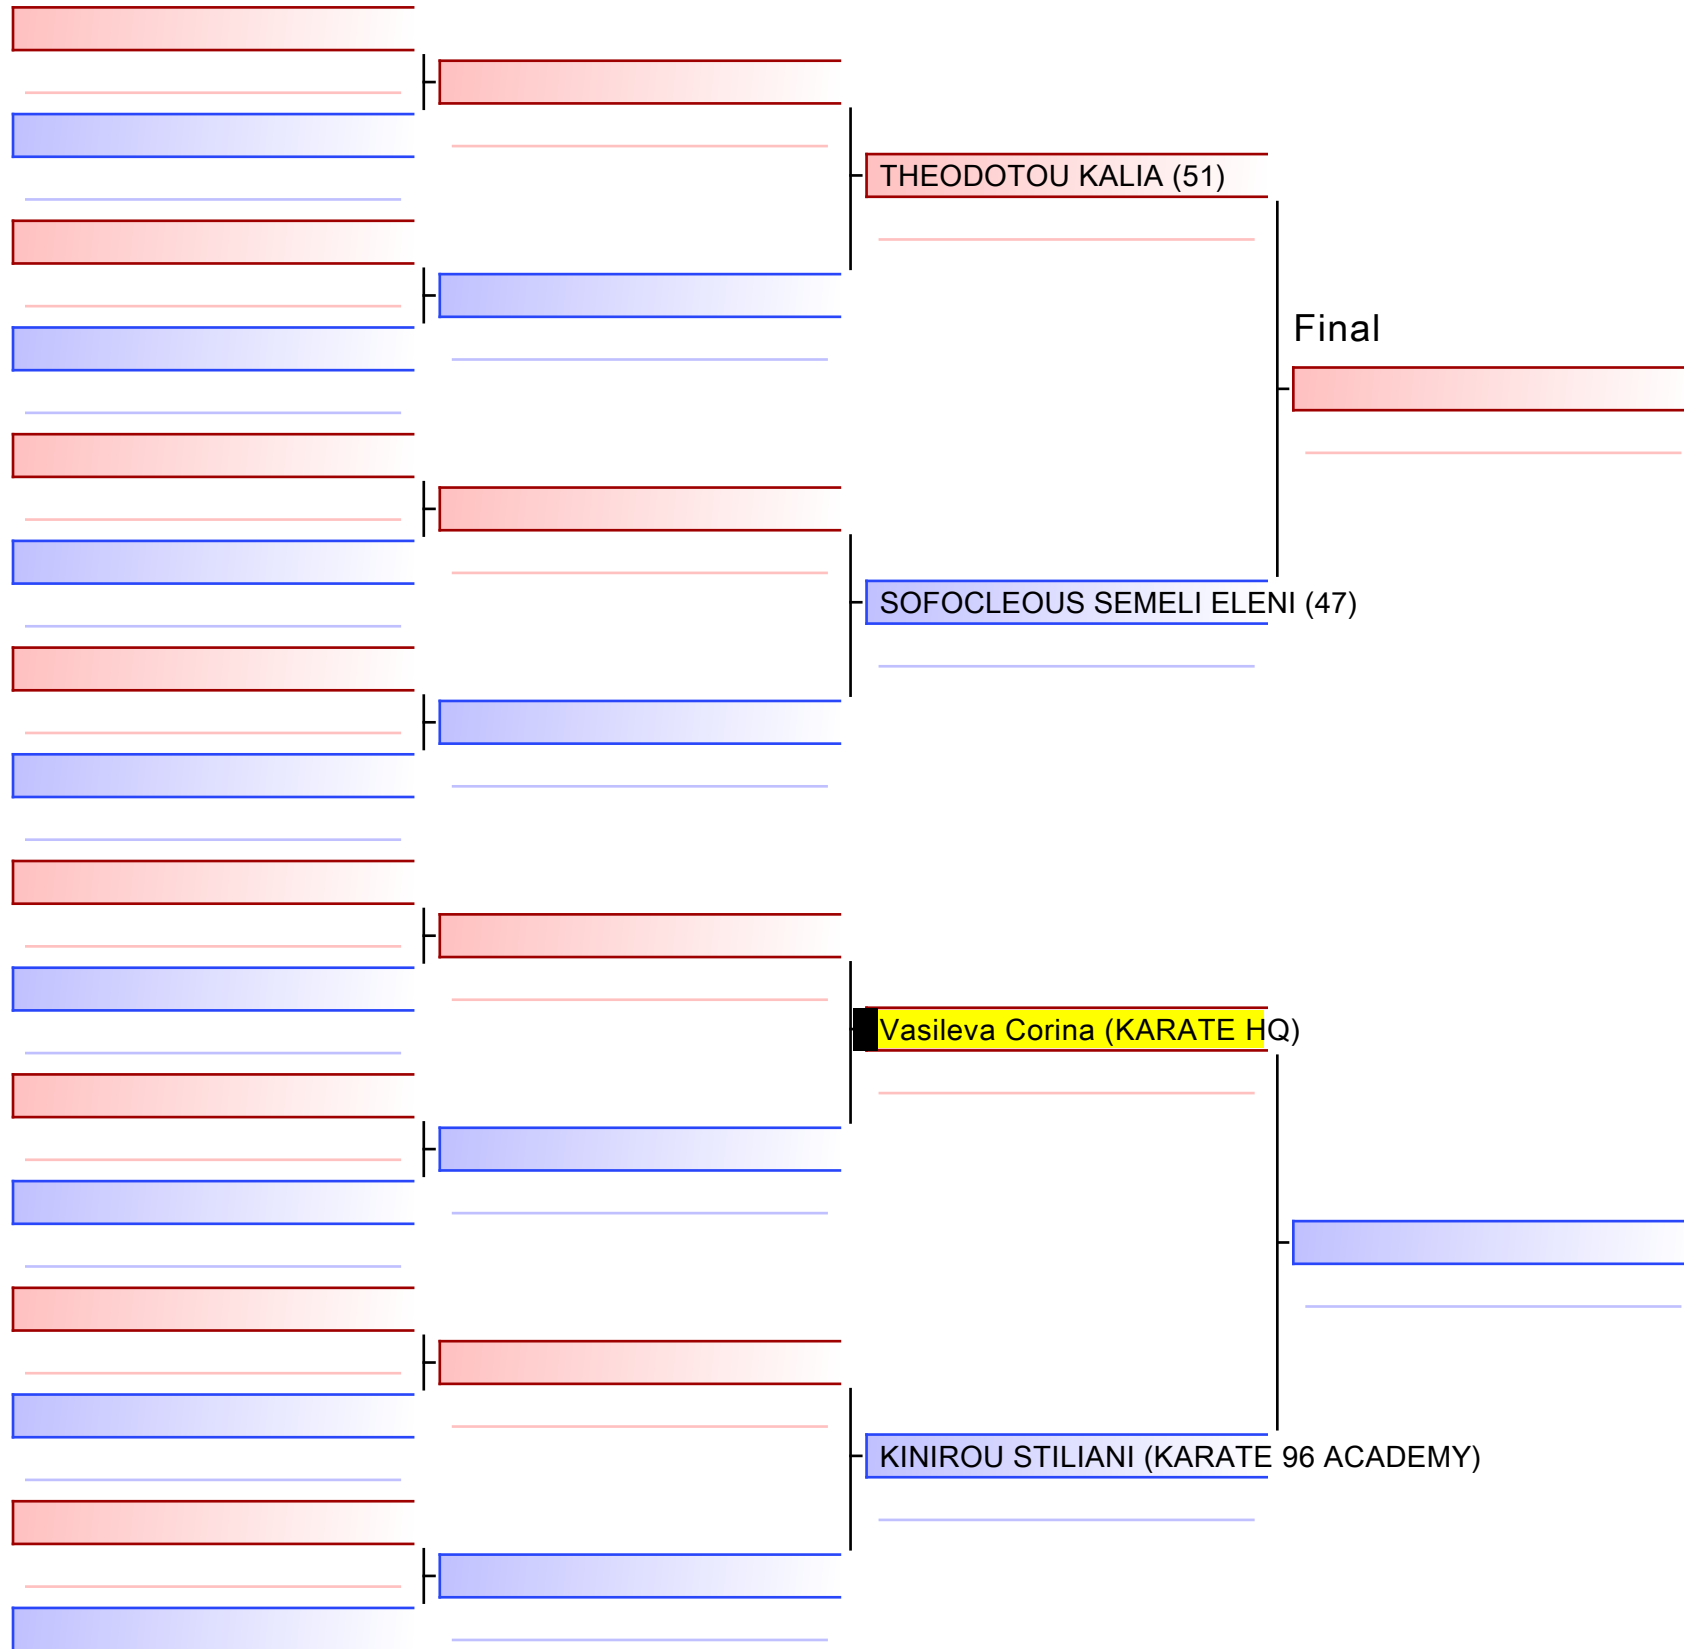 THEODOTOU KALIA (51)
Final
SOFOCLEOUS SEMELI ELENI (47)
Vasileva Corina (KARATE HQ)
KINIROU STILIANI (KARATE 96 ACADEMY)